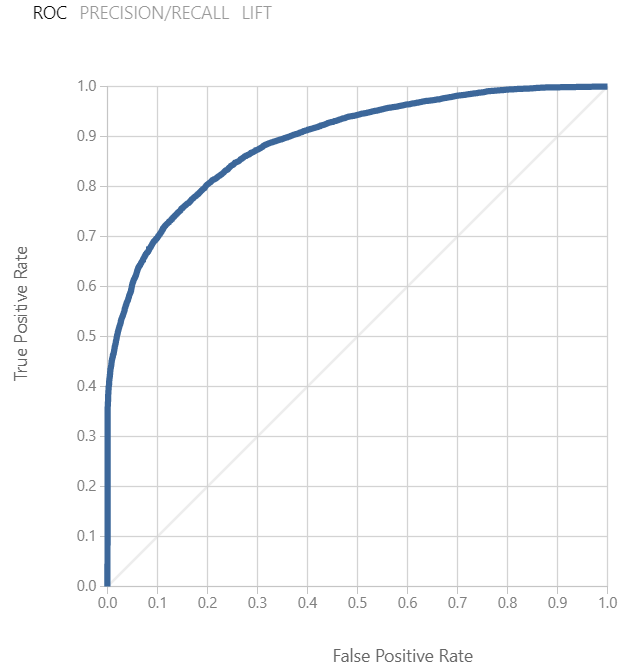 ROC PRECISION/RECALL LIFT
1.0
0.9
0.8
0.7
0.6
0.5
0.4
0.3
0.2
0.1
0.0
True Positive Rate
0.0 0.1 0.2 0.3 0.4 0.5 0.6 0.7 0.8 0.9 1.0
False Positive Rate